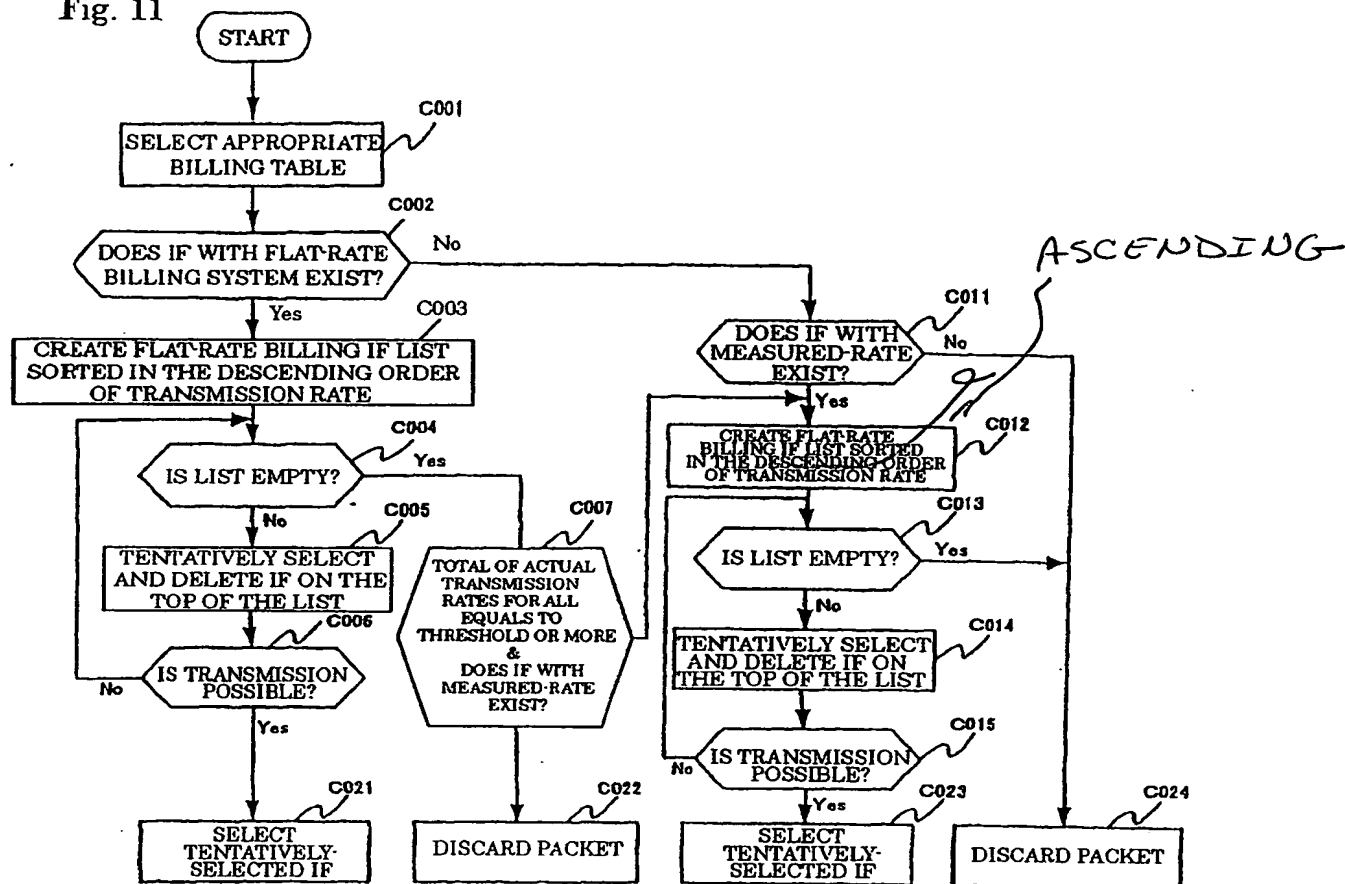 Fig. 11
START
C001
SELECT APPROPRIATE
BILLING TABLE
C002
DOES IF WITH FLAT-RATE
BILLING SYSTEM EXIST?
No
Yes
C003
CREATE FLAT-RATE BILLING IF LIST
SORTED IN THE DESCENDING ORDER
OF TRANSMISSION RATE
C004
IS LIST EMPTY?
Yes
No
C005
TENTATIVELY SELECT
AND DELETE IF ON THE
TOP OF THE LIST
C006
IS TRANSMISSION
POSSIBLE?
No
Yes
C021
SELECT
TENTATIVELY-
SELECTED IF
C007
TOTAL OF ACTUAL
TRANSMISSION
RATES FOR ALL
EQUALS TO
THRESHOLD OR MORE
&
DOES IF WITH
MEASURED-RATE
EXIST?
C022
DISCARD PACKET
ASCENDING
C011
DOES IF WITH
MEASURED-RATE
EXIST?
No
Yes
C012
CREATE FLAT-RATE
BILLING IF LIST SORTED
IN THE DESCENDING ORDER
OF TRANSMISSION RATE
C013
IS LIST EMPTY?
Yes
No
C014
TENTATIVELY SELECT
AND DELETE IF ON
THE TOP OF THE LIST
C015
IS TRANSMISSION
POSSIBLE?
No
Yes
C023
SELECT
TENTATIVELY-
SELECTED IF
C024
DISCARD PACKET